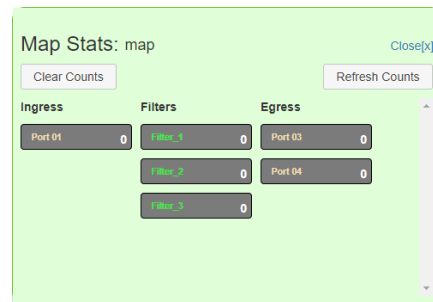 Map Stats: map
Close[x]
Clear Counts
Refresh Counts
Ingress Filters Egress
Port 01 0 Filter_1 0 Port 03 0
Filter_2 0 Port 04 0
Filter_3 0